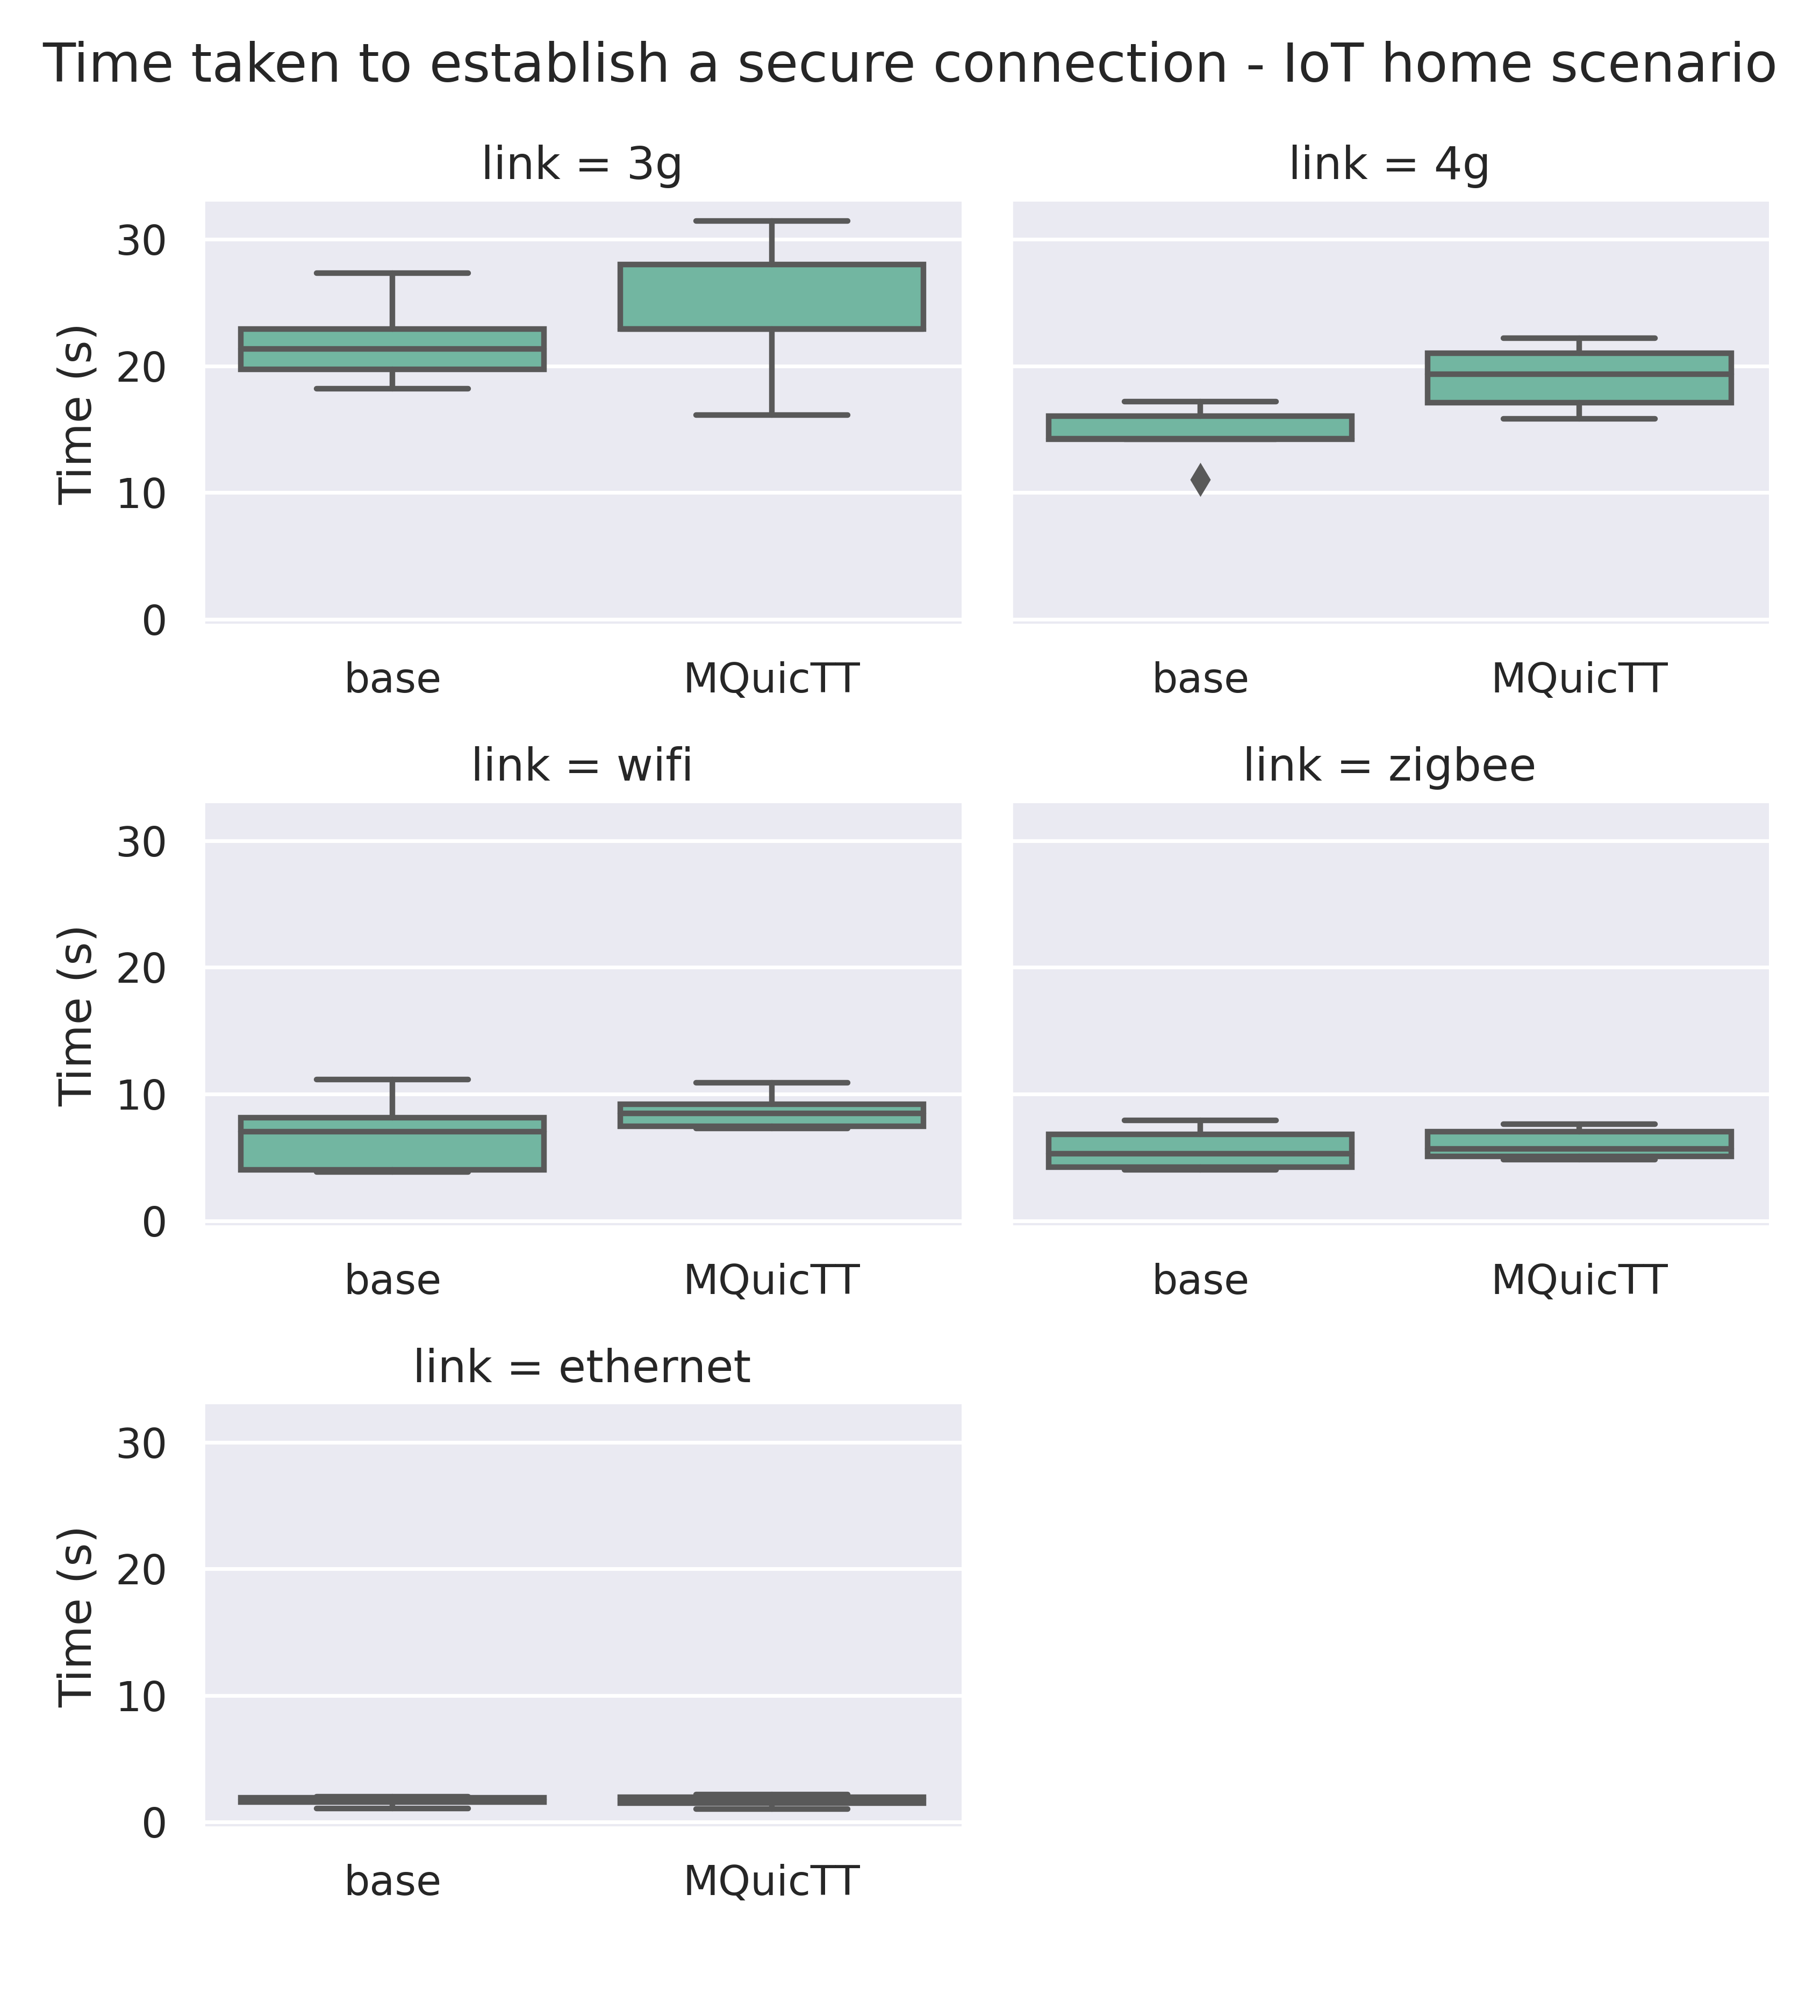 Time taken to establish a secure connection - IoT home scenario
link = 3g
link = 4g
Time (s)
30
20
10
0
base
MQuicTT
base
MQuicTT
link = wifi
link = zigbee
Time (s)
30
20
10
0
base
MQuicTT
base
MQuicTT
link = ethernet
Time (s)
30
20
10
0
base
MQuicTT